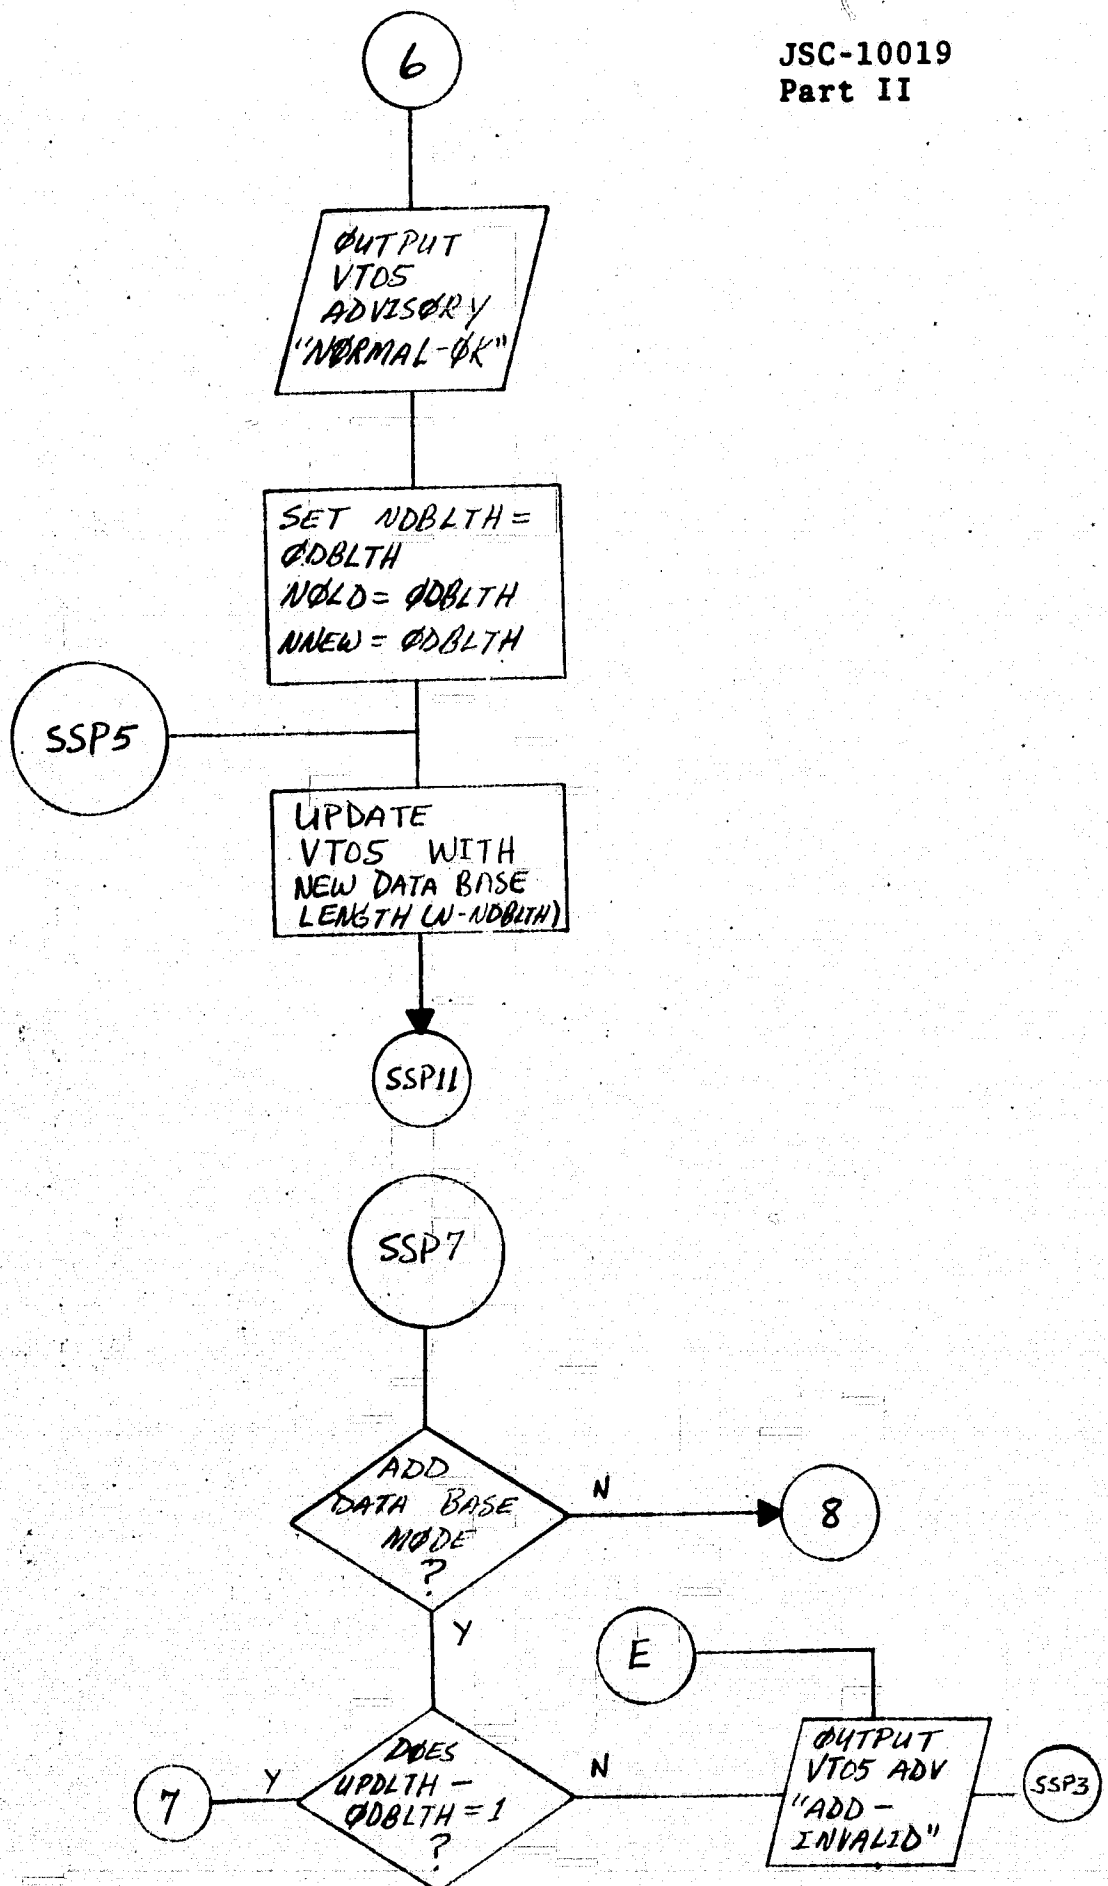 JSC-10019
Part II
6
ØUTPUT
VT05
ADVISØRY
"NØRMAL-ØK"
SET NDBLTH =
ØDBLTH
NØLD = ØDBLTH
NNEW = ØDBLTH
SSP5
UPDATE
VT05 WITH
NEW DATA BASE
LENGTH (N-NDBLTH)
SSP11
SSP7
ADD
DATA BASE
MØDE
?
N
8
Y
E
DØES
UPDLTH -
ØDBLTH = 1
?
Y
7
N
ØUTPUT
VT05 ADV
"ADD -
INVALID"
SSP3